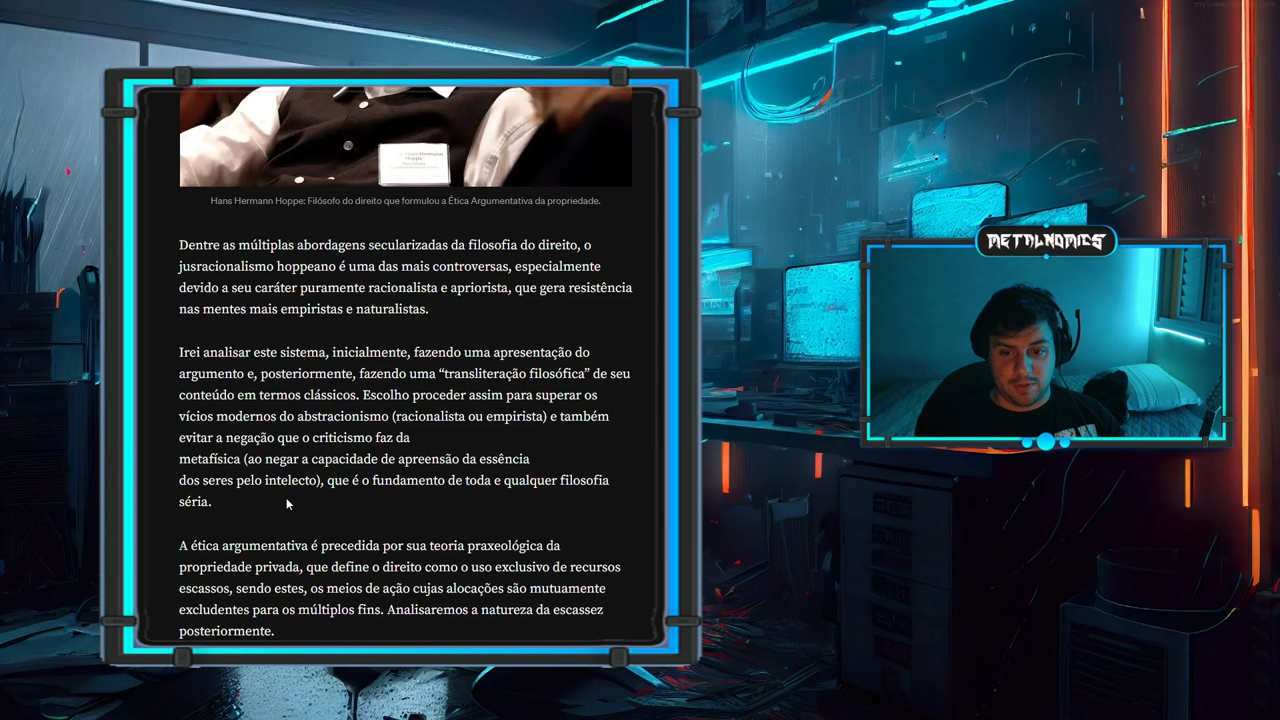 Hans-Hermann
Hoppe
Hans Hermann Hoppe: Filósofo do direito que formulou a Ética Argumentativa da propriedade.
Dentre as múltiplas abordagens secularizadas da filosofia do direito, o
jusracionalismo hoppeano é uma das mais controversas, especialmente
devido a seu caráter puramente racionalista e apriorista, que gera resistência
nas mentes mais empiristas e naturalistas.
Irei analisar este sistema, inicialmente, fazendo uma apresentação do
argumento e, posteriormente, fazendo uma “transliteração filosófica” de seu
conteúdo em termos clássicos. Escolho proceder assim para superar os
vícios modernos do abstracionismo (racionalista ou empirista) e também
evitar a negação que o criticismo faz da
metafísica (ao negar a capacidade de apreensão da essência
dos seres pelo intelecto), que é o fundamento de toda e qualquer filosofia
séria.
A ética argumentativa é precedida por sua teoria praxeológica da
propriedade privada, que define o direito como o uso exclusivo de recursos
escassos, sendo estes, os meios de ação cujas alocações são mutuamente
excludentes para os múltiplos fins. Analisaremos a natureza da escassez
posteriormente.
METALNOMICS